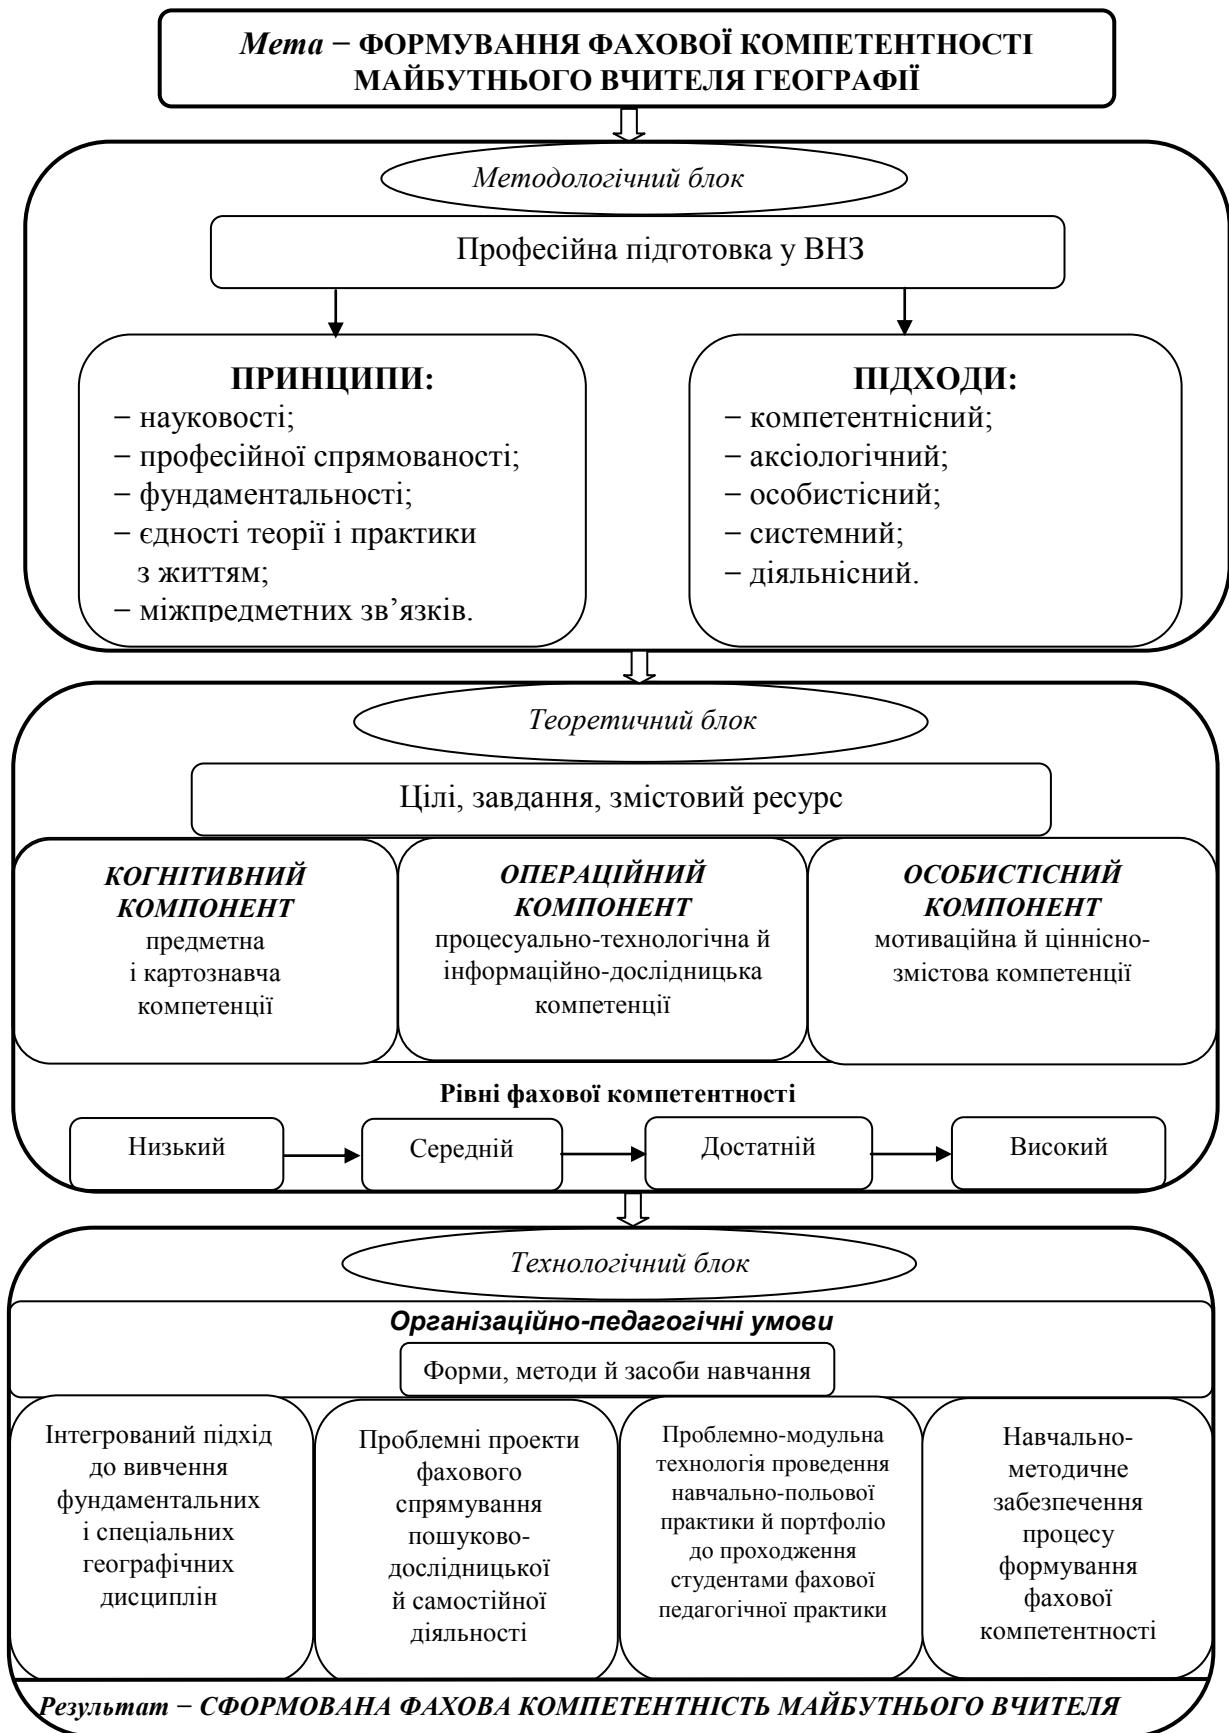 Мета − ФОРМУВАННЯ ФАХОВОЇ КОМПЕТЕНТНОСТІ
МАЙБУТНЬОГО ВЧИТЕЛЯ ГЕОГРАФІЇ
Методологічний блок
Професійна підготовка у ВНЗ
ПРИНЦИПИ:
− науковості;
− професійної спрямованості;
− фундаментальності;
− єдності теорії і практики
з життям;
− міжпредметних зв’язків.
ПІДХОДИ:
− компетентнісний;
− аксіологічний;
− особистісний;
− системний;
− діяльнісний.
Теоретичний блок
Цілі, завдання, змістовий ресурс
КОГНІТИВНИЙ
КОМПОНЕНТ
предметна
і картознавча
компетенції
ОПЕРАЦІЙНИЙ
КОМПОНЕНТ
процесуально-технологічна й
інформаційно-дослідницька
компетенції
ОСОБИСТІСНИЙ
КОМПОНЕНТ
мотиваційна й ціннісно-
змістова компетенції
Рівні фахової компетентності
Низький
Середній
Достатній
Високий
Технологічний блок
Організаційно-педагогічні умови
Форми, методи й засоби навчання
Інтегрований підхід
до вивчення
фундаментальних
і спеціальних
географічних
дисциплін
Проблемні проекти
фахового
спрямування
пошуково-
дослідницької
й самостійної
діяльності
Проблемно-модульна
технологія проведення
навчально-польової
практики й портфоліо
до проходження
студентами фахової
педагогічної практики
Навчально-
методичне
забезпечення
процесу
формування
фахової
компетентності
Результат − СФОРМОВАНА ФАХОВА КОМПЕТЕНТНІСТЬ МАЙБУТНЬОГО ВЧИТЕЛЯ